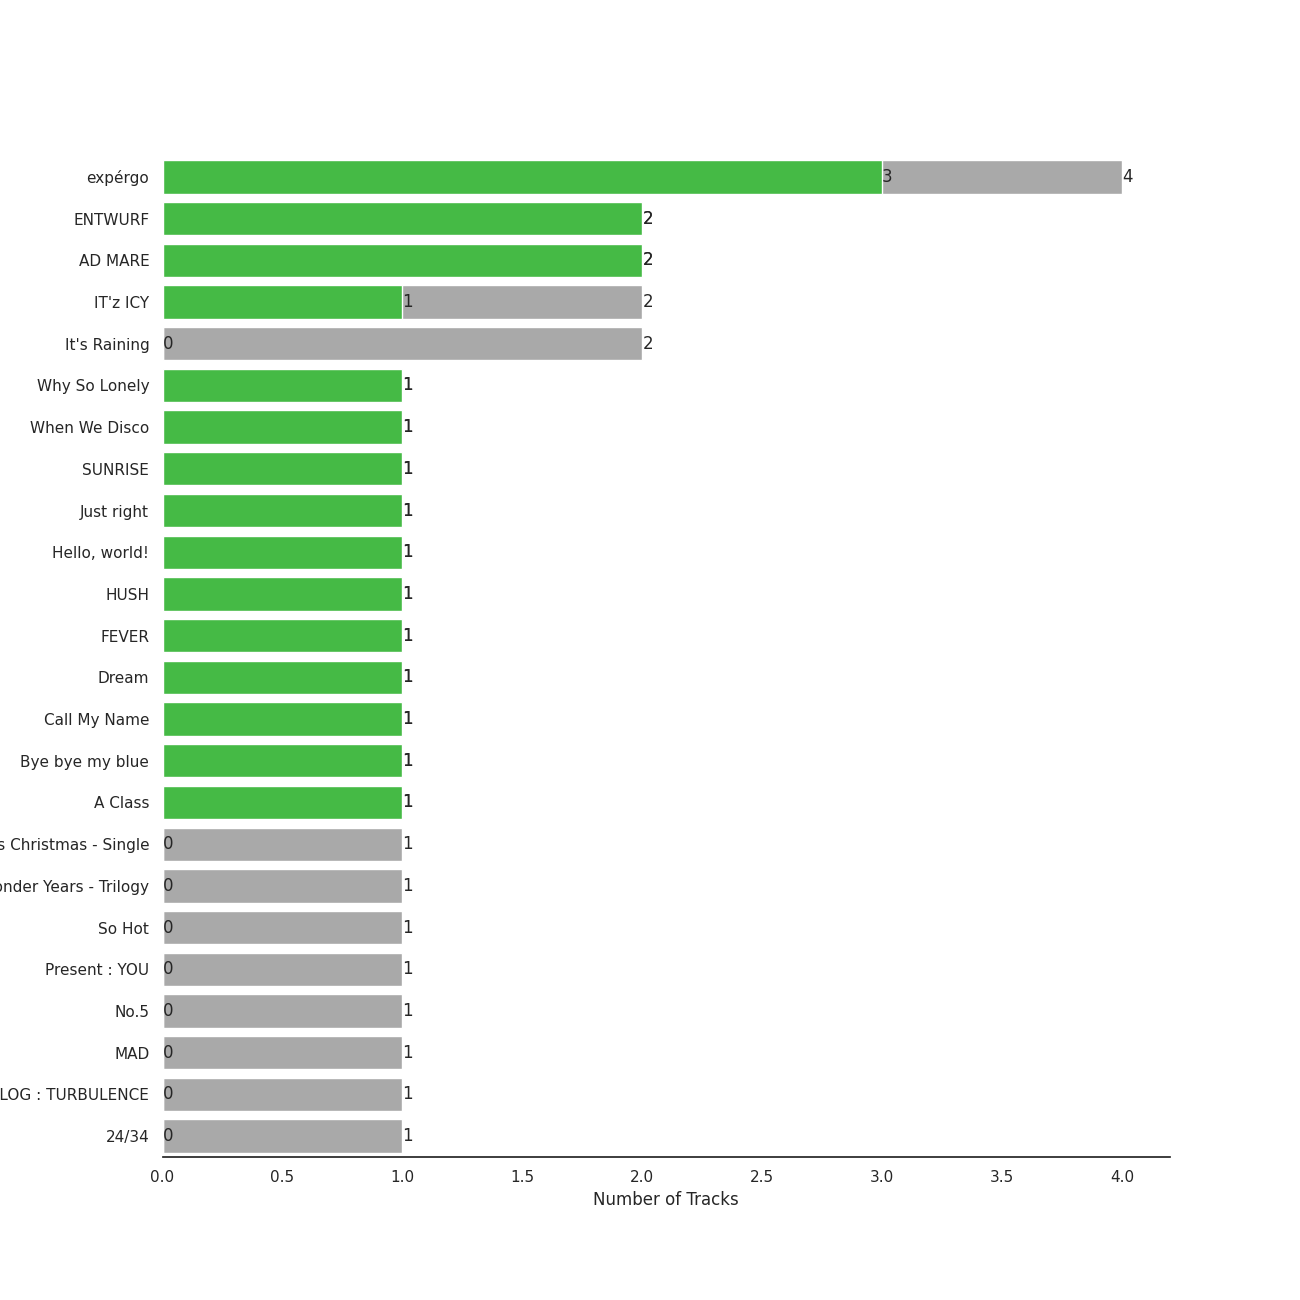 expérgo 3 4
ENTWURF 2
AD MARE 2
IT'z ICY 1 2
It's Raining 0 2
Why So Lonely 1
When We Disco 1
SUNRISE 1
Just right 1
Hello, world! 1
HUSH 1
FEVER 1
Dream 1
Call My Name 1
Bye bye my blue 1
A Class 1
s Christmas - Single 0 1
onder Years - Trilogy 0 1
So Hot 0 1
Present : YOU 0 1
No.5 0 1
MAD 0 1
LOG : TURBULENCE 0 1
24/34 0 1
0.0 0.5 1.0 1.5 2.0 2.5 3.0 3.5 4.0
Number of Tracks